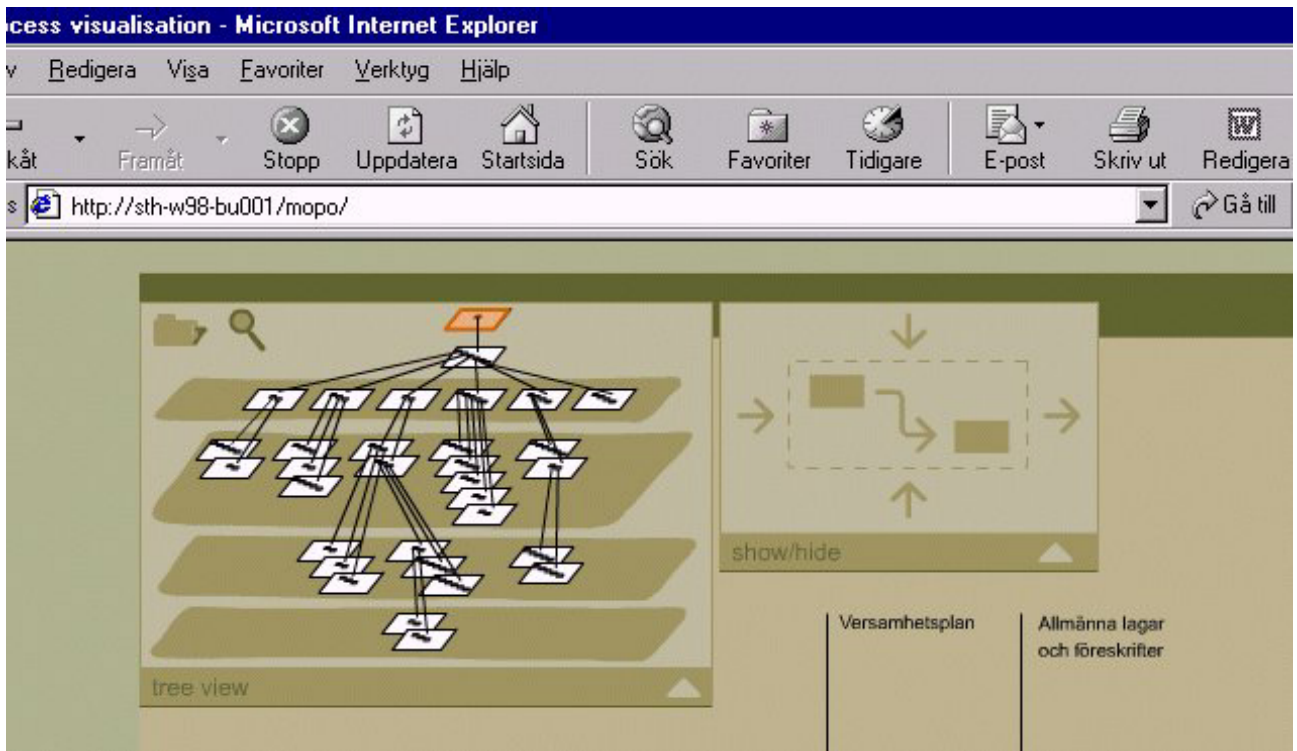 ocess visualisation - Microsoft Internet Explorer
v Redigera Visa Favoriter Verktyg Hjälp
kåt Framåt Stopp Uppdatera Startsida Sök Favoriter Tidigare E-post Skriv ut Redigera
s http://sth-w98-bu001/mopo/ Gå till
show/hide
Versamhetsplan
Allmänna lagar
och föreskrifter
tree view